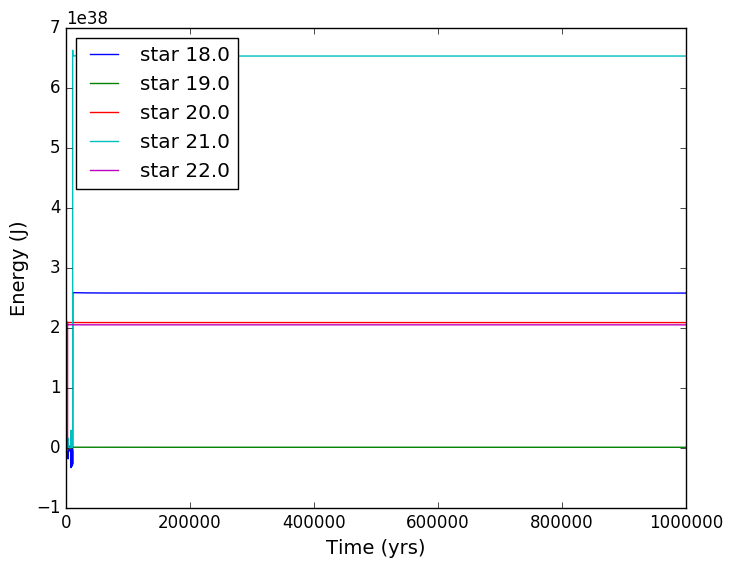 1e38
7
6
5
4
3
2
1
0
−1
Energy (J)
star 18.0
star 19.0
star 20.0
star 21.0
star 22.0
0 200000 400000 600000 800000 1000000
Time (yrs)